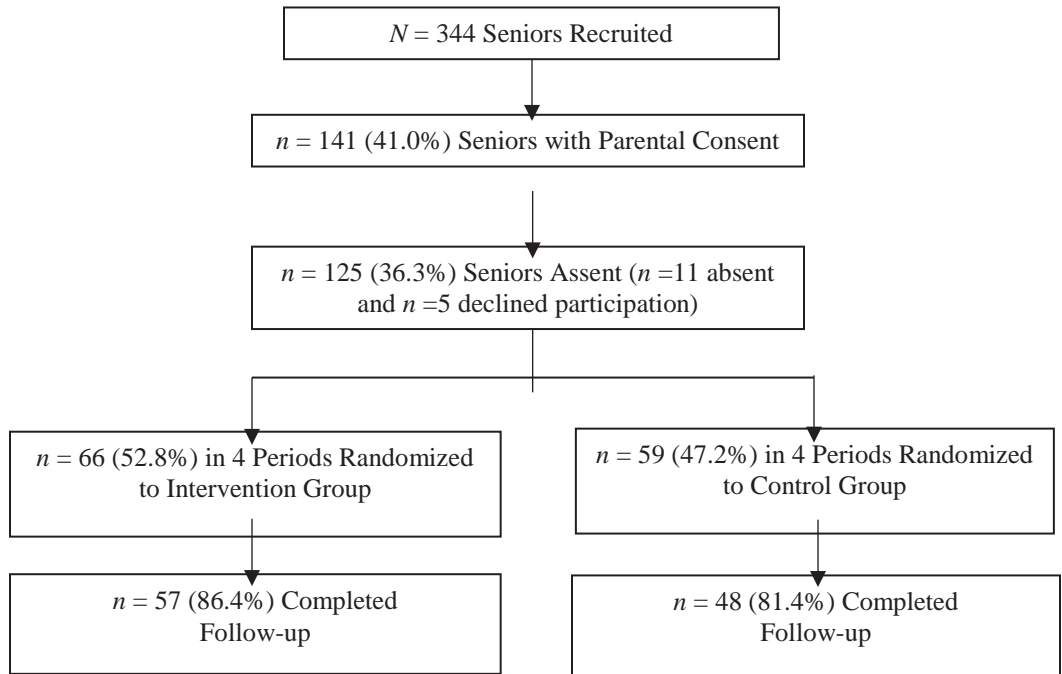 N = 344 Seniors Recruited
n = 141 (41.0%) Seniors with Parental Consent
n = 125 (36.3%) Seniors Assent (n =11 absent
and n =5 declined participation)
n = 66 (52.8%) in 4 Periods Randomized
to Intervention Group
n = 59 (47.2%) in 4 Periods Randomized
to Control Group
n = 57 (86.4%) Completed
Follow-up
n = 48 (81.4%) Completed
Follow-up